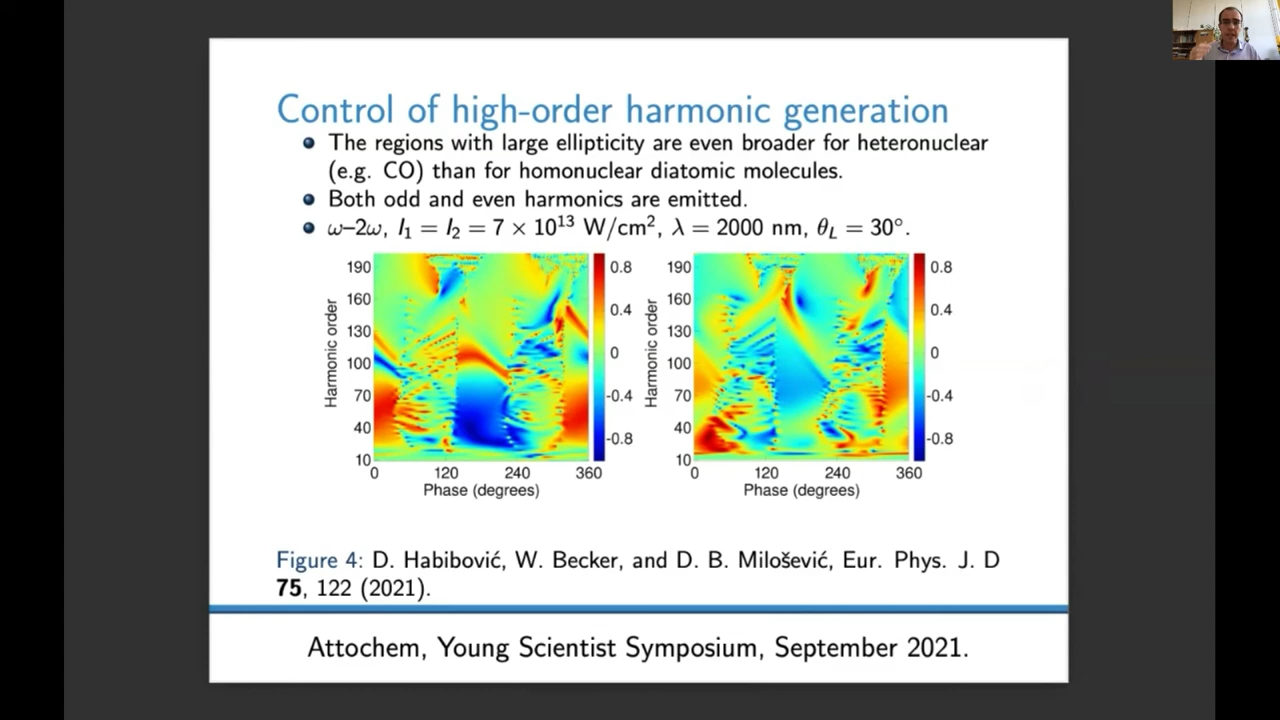 Control of high-order harmonic generation
The regions with large ellipticity are even broader for heteronuclear
(e.g. CO) than for homonuclear diatomic molecules.
Both odd and even harmonics are emitted.
ω–2ω, I₁ = I₂ = 7 × 10¹³ W/cm², λ = 2000 nm, θ_L = 30°.
Harmonic order
190
160
130
100
70
40
10
0 120 240 360
Phase (degrees)
0.8
0.4
0
-0.4
-0.8
Harmonic order
190
160
130
100
70
40
10
0 120 240 360
Phase (degrees)
0.8
0.4
0
-0.4
-0.8
Figure 4: D. Habibović, W. Becker, and D. B. Milošević, Eur. Phys. J. D
75, 122 (2021).
Attochem, Young Scientist Symposium, September 2021.